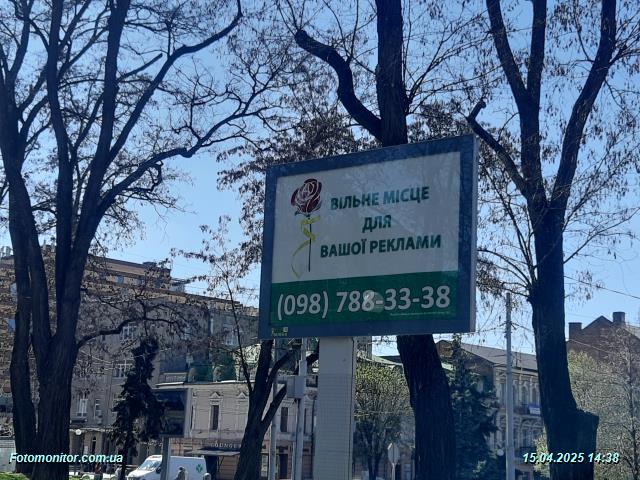 ВІЛЬНЕ МІСЦЕ
ДЛЯ
ВАШОЇ РЕКЛАМИ
(098) 788-33-38
Fotomonitor.com.ua
15.04.2025 14:38